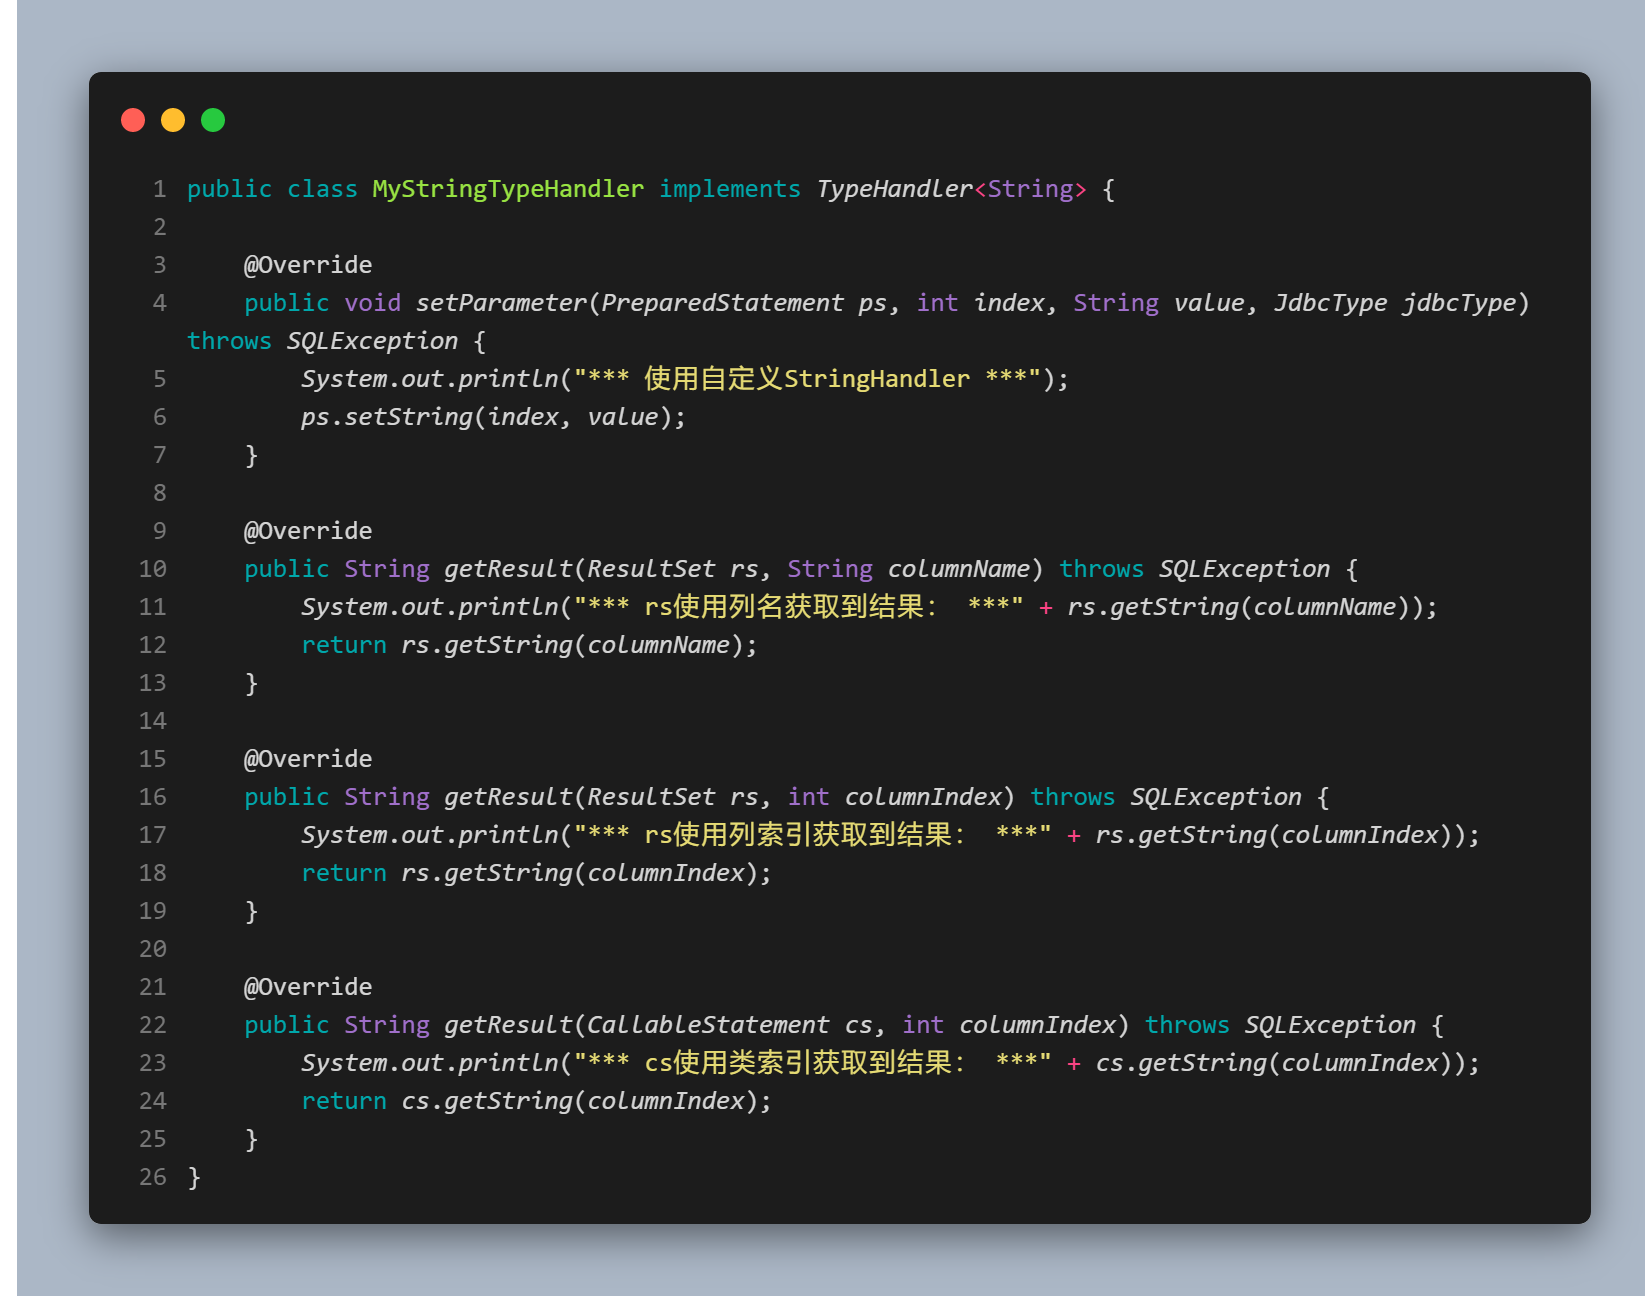 1 public class MyStringTypeHandler implements TypeHandler<String> {
2
3     @Override
4     public void setParameter(PreparedStatement ps, int index, String value, JdbcType jdbcType)
throws SQLException {
5         System.out.println("*** 使用自定义StringHandler ***");
6         ps.setString(index, value);
7     }
8
9     @Override
10     public String getResult(ResultSet rs, String columnName) throws SQLException {
11         System.out.println("*** rs使用列名获取到结果： ***" + rs.getString(columnName));
12         return rs.getString(columnName);
13     }
14
15     @Override
16     public String getResult(ResultSet rs, int columnIndex) throws SQLException {
17         System.out.println("*** rs使用列索引获取到结果： ***" + rs.getString(columnIndex));
18         return rs.getString(columnIndex);
19     }
20
21     @Override
22     public String getResult(CallableStatement cs, int columnIndex) throws SQLException {
23         System.out.println("*** cs使用类索引获取到结果： ***" + cs.getString(columnIndex));
24         return cs.getString(columnIndex);
25     }
26 }